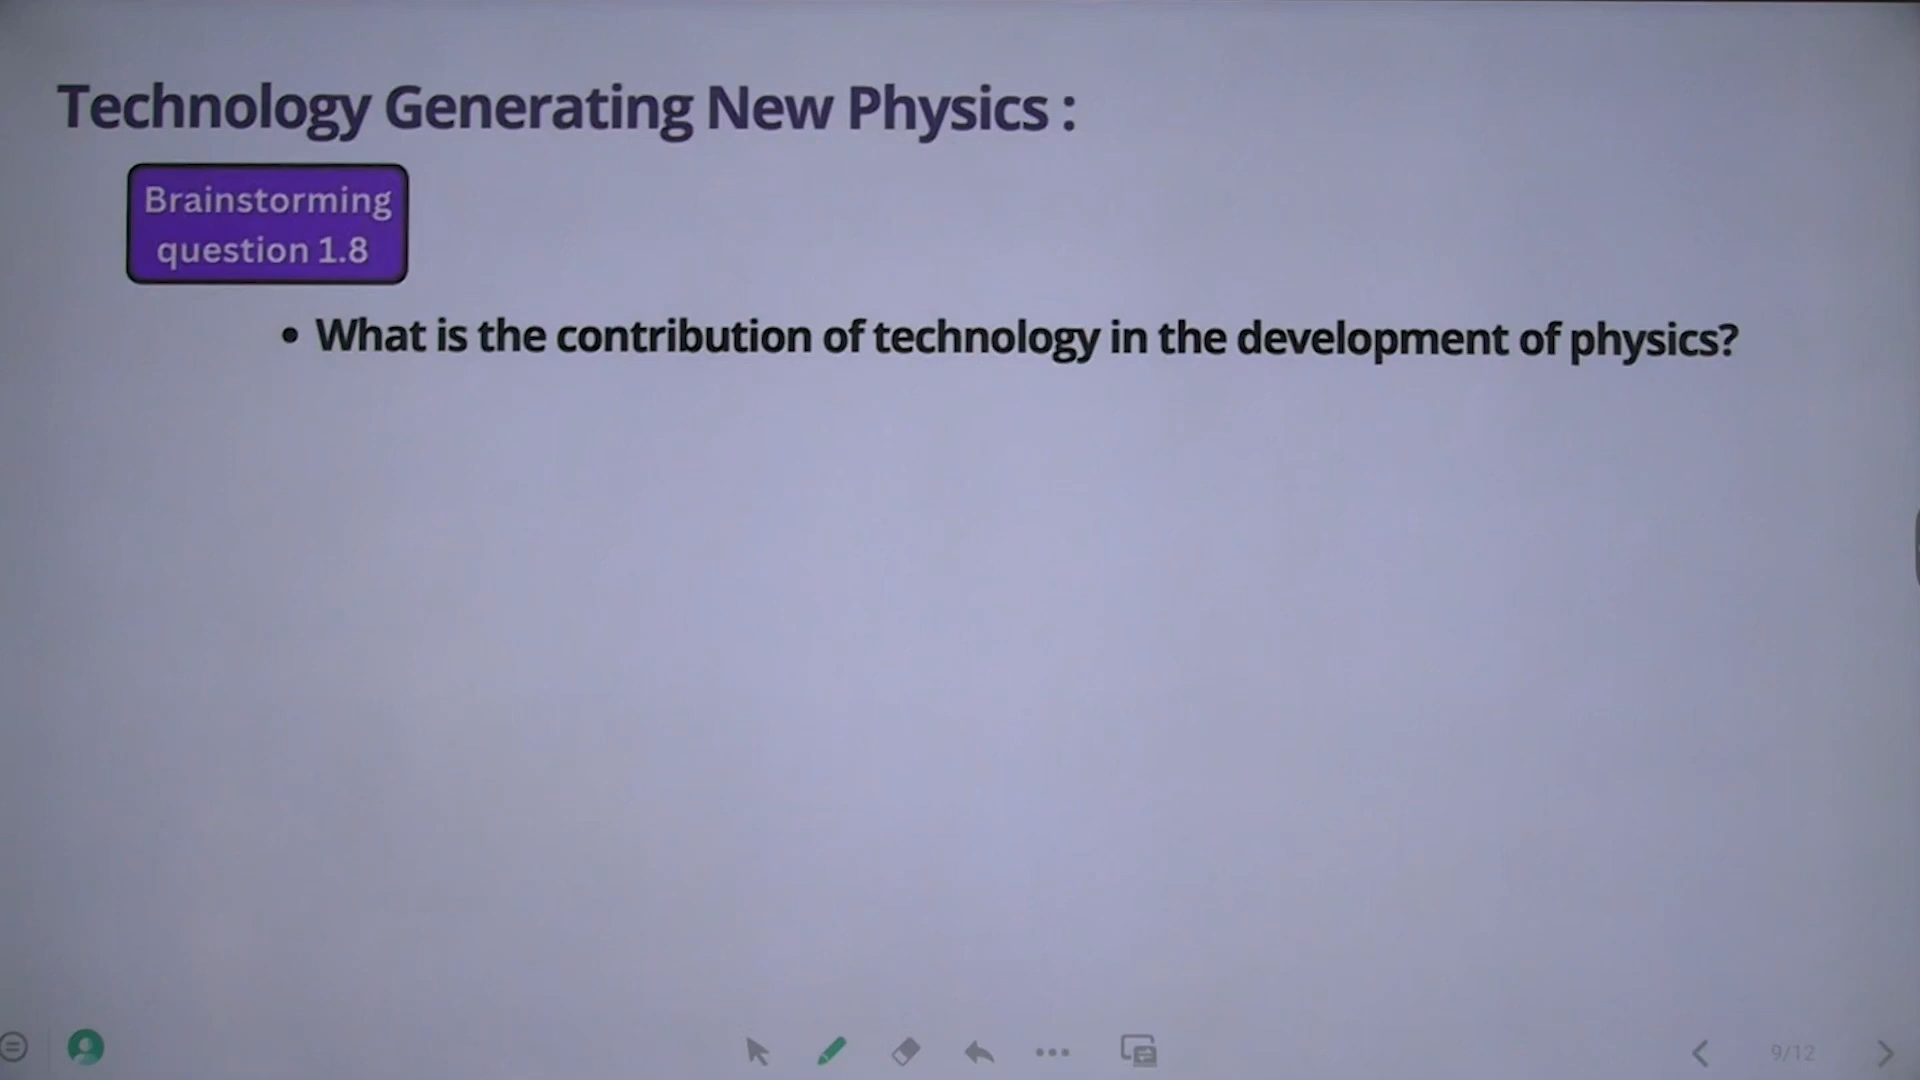 Technology Generating New Physics :
Brainstorming
question 1.8
• What is the contribution of technology in the development of physics?
9/12